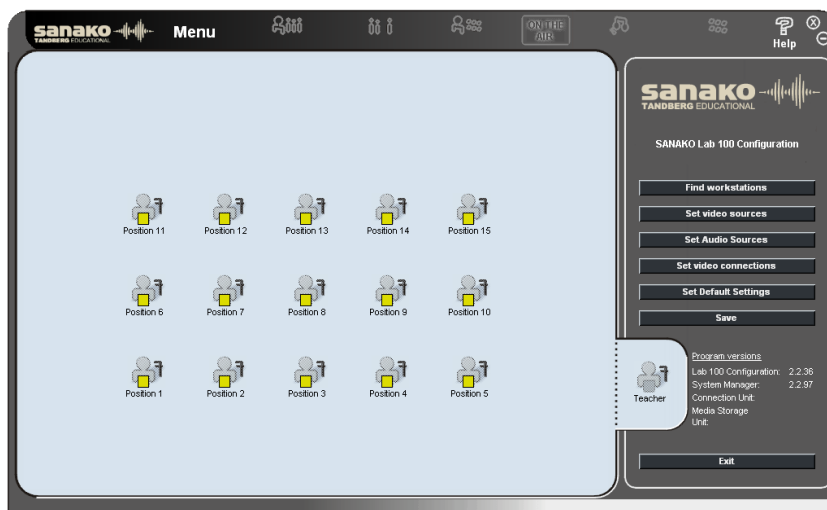 sanako
TANDBERG EDUCATIONAL
Menu
ON THE
AIR
Help
sanako
TANDBERG EDUCATIONAL
SANAKO Lab 100 Configuration
Find workstations
Set video sources
Set Audio Sources
Set video connections
Set Default Settings
Save
Position 11
Position 12
Position 13
Position 14
Position 15
Position 6
Position 7
Position 8
Position 9
Position 10
Position 1
Position 2
Position 3
Position 4
Position 5
Teacher
Program versions
Lab 100 Configuration: 2.2.36
System Manager: 2.2.97
Connection Unit:
Media Storage
Unit:
Exit